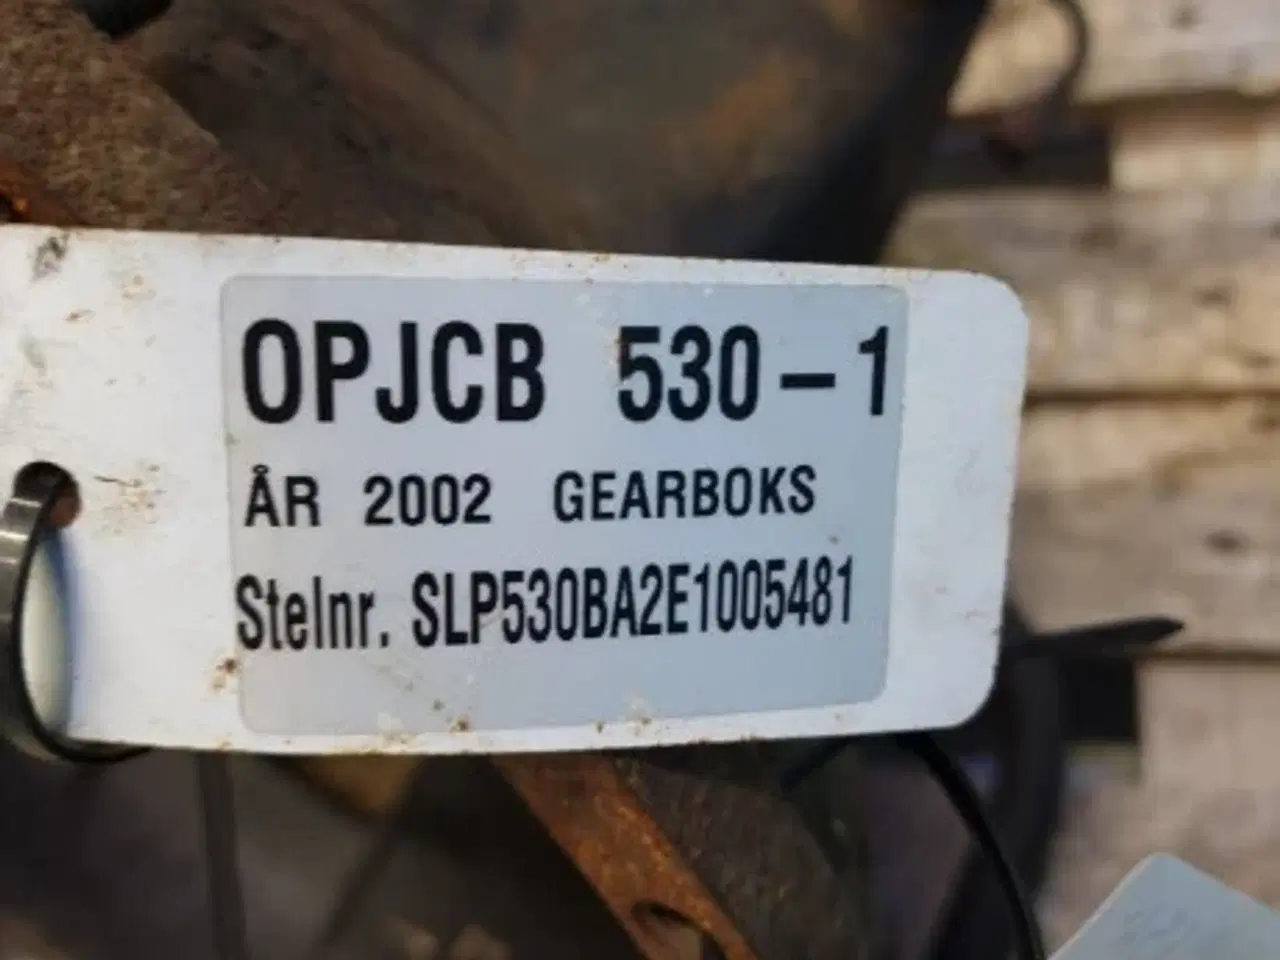 OPJCB 530-1
ÅR 2002 GEARBOKS
Stelnr. SLP530BA2E1005481